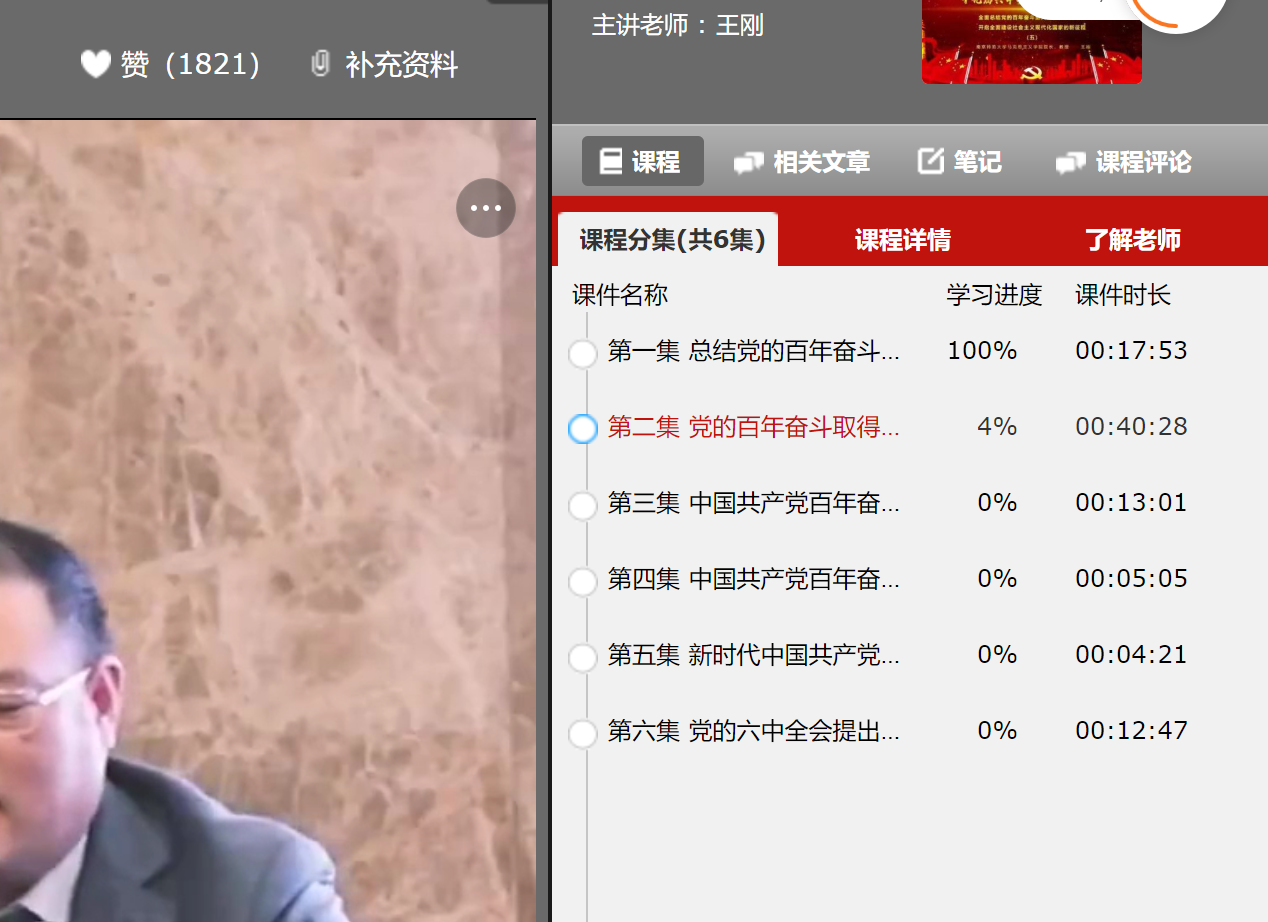 赞（1821）
补充资料
主讲老师：王刚
课程
相关文章
笔记
课程评论
课程分集(共6集)
课程详情
了解老师
课件名称 学习进度 课件时长
第一集 总结党的百年奋斗... 100% 00:17:53
第二集 党的百年奋斗取得... 4% 00:40:28
第三集 中国共产党百年奋... 0% 00:13:01
第四集 中国共产党百年奋... 0% 00:05:05
第五集 新时代中国共产党... 0% 00:04:21
第六集 党的六中全会提出... 0% 00:12:47